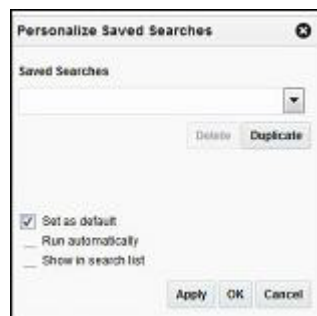 Personalize Saved Searches
Saved Searches
Delete Duplicate
Set as default
Run automatically
Show in search list
Apply OK Cancel